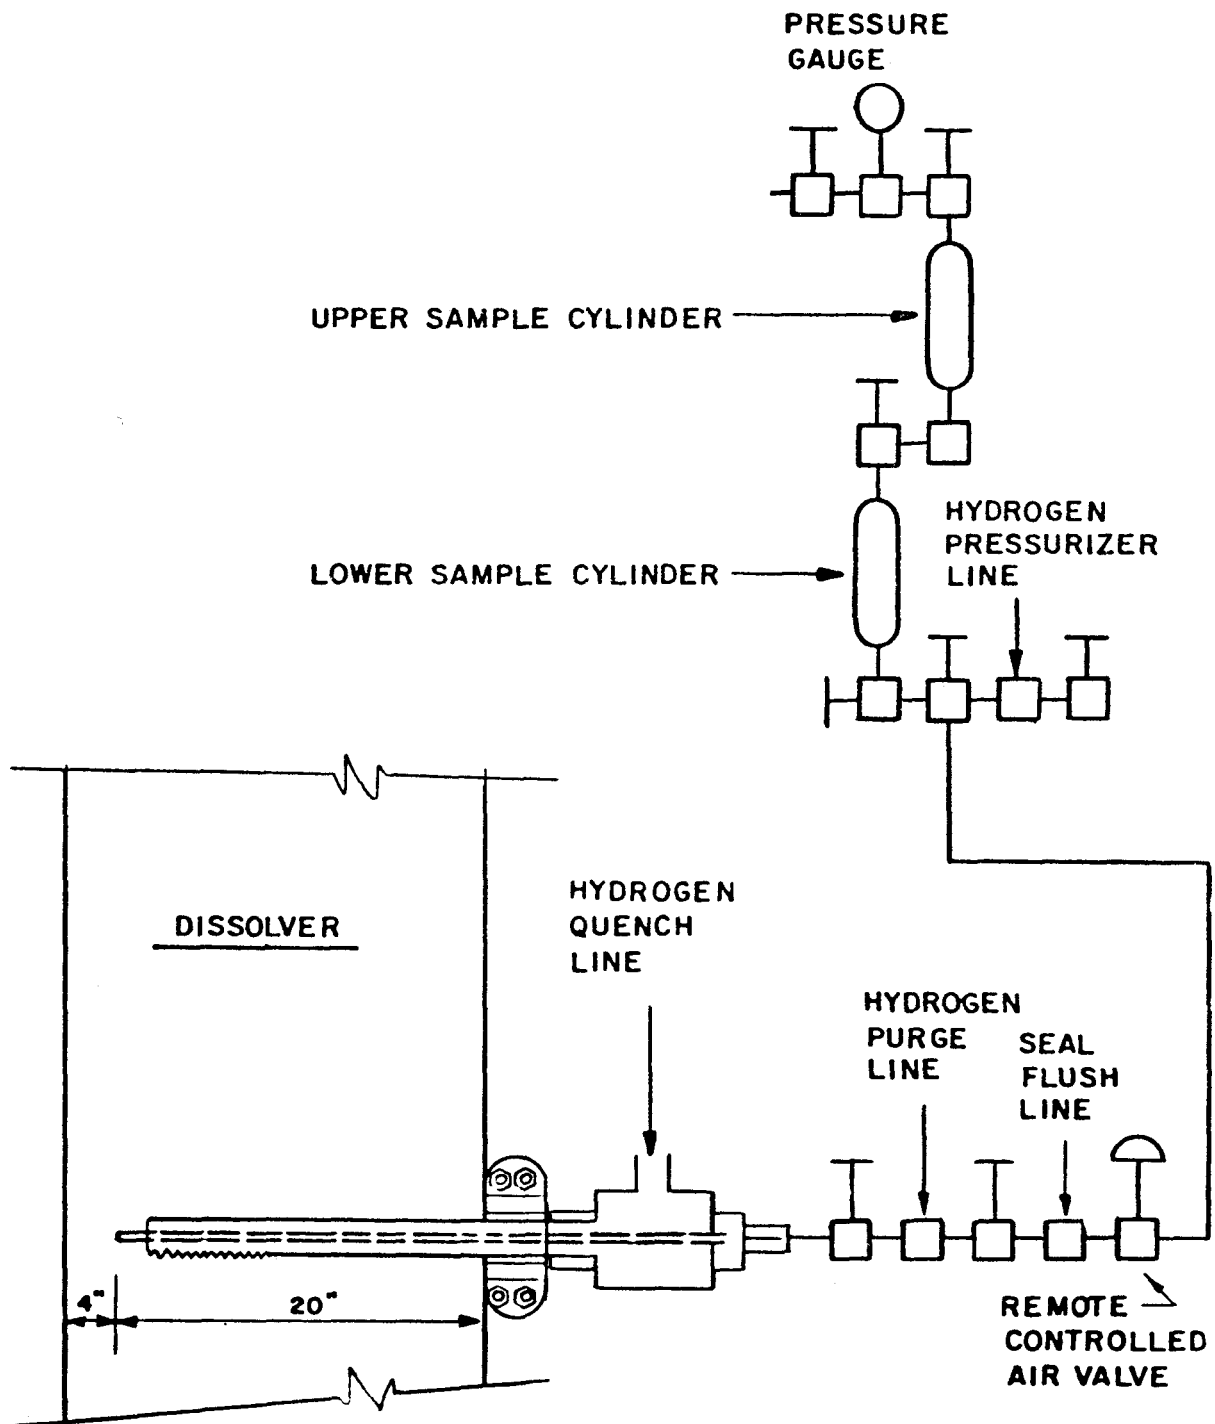 PRESSURE
GAUGE
UPPER SAMPLE CYLINDER
HYDROGEN
PRESSURIZER
LINE
LOWER SAMPLE CYLINDER
HYDROGEN
QUENCH
LINE
DISSOLVER
HYDROGEN
PURGE
LINE
SEAL
FLUSH
LINE
4"
20"
REMOTE
CONTROLLED
AIR VALVE